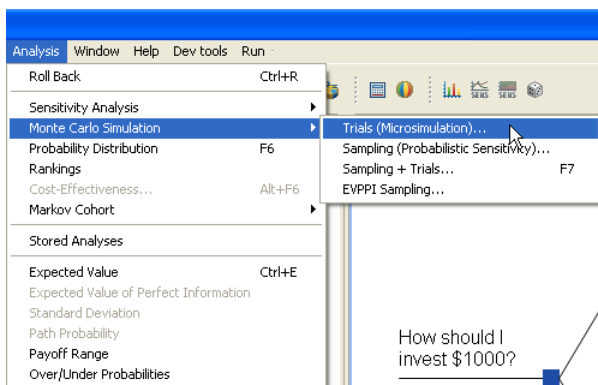 Analysis Window Help Dev tools Run
Roll Back Ctrl+R
Sensitivity Analysis
Monte Carlo Simulation
Probability Distribution F6
Rankings
Cost-Effectiveness... Alt+F6
Markov Cohort
Stored Analyses
Expected Value Ctrl+E
Expected Value of Perfect Information
Standard Deviation
Path Probability
Payoff Range
Over/Under Probabilities
SENS SENS
Trials (Microsimulation)...
Sampling (Probabilistic Sensitivity)...
Sampling + Trials... F7
EVPPI Sampling...
How should I
invest $1000?